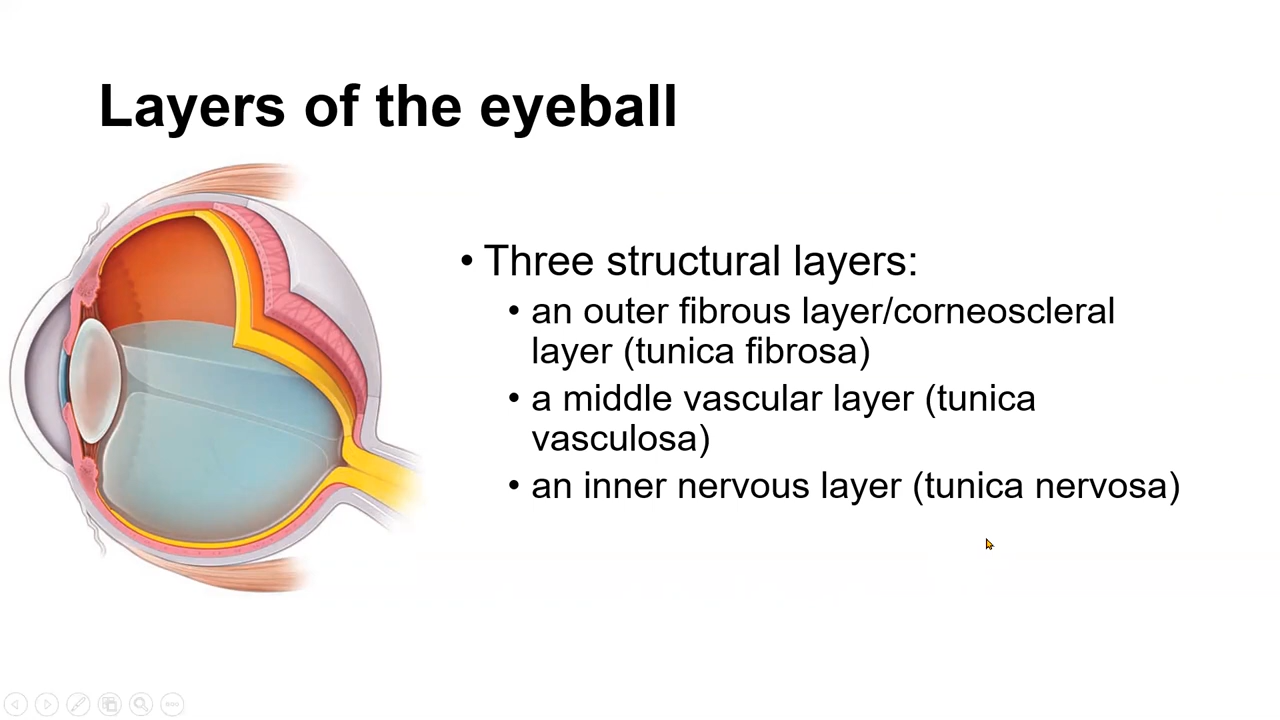 Layers of the eyeball
• Three structural layers:
• an outer fibrous layer/corneoscleral
layer (tunica fibrosa)
• a middle vascular layer (tunica
vasculosa)
• an inner nervous layer (tunica nervosa)